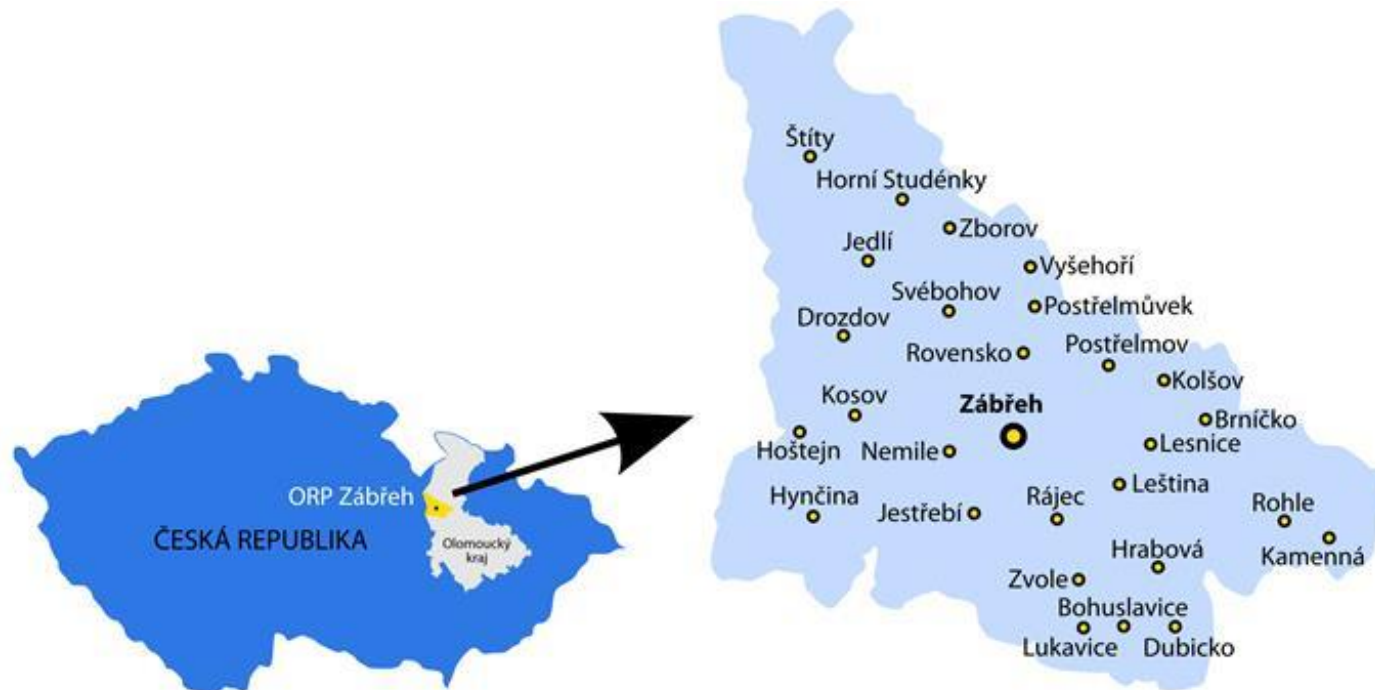 ORP Zábřeh
ČESKÁ REPUBLIKA
Olomoucký
kraj
Štíty
Horní Studénky
Zborov
Jedlí
Vyšehoří
Svébohov
Postřelmůvek
Drozdov
Rovensko
Postřelmov
Kolšov
Kosov
Zábřeh
Brníčko
Hoštejn
Nemile
Lesnice
Hynčina
Jestřebí
Rájec
Leština
Rohle
Kamenná
Hrabová
Zvole
Bohuslavice
Lukavice
Dubicko